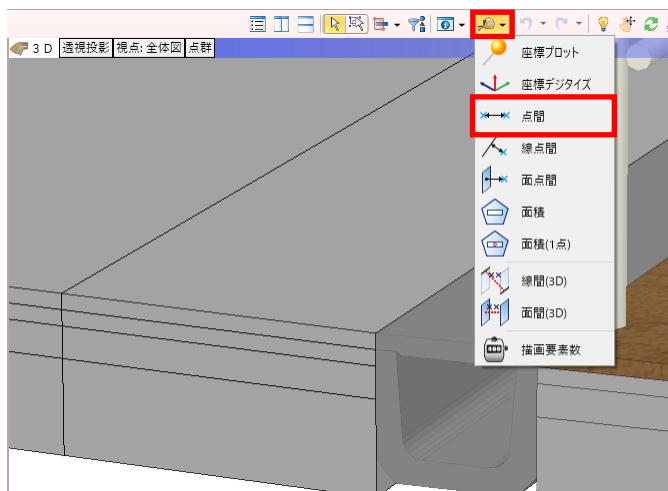 3 D 透視投影 視点: 全体図 点群
座標プロット
座標デジタイズ
点間
線点間
面点間
面積
面積(1点)
線間(3D)
面間(3D)
描画要素数